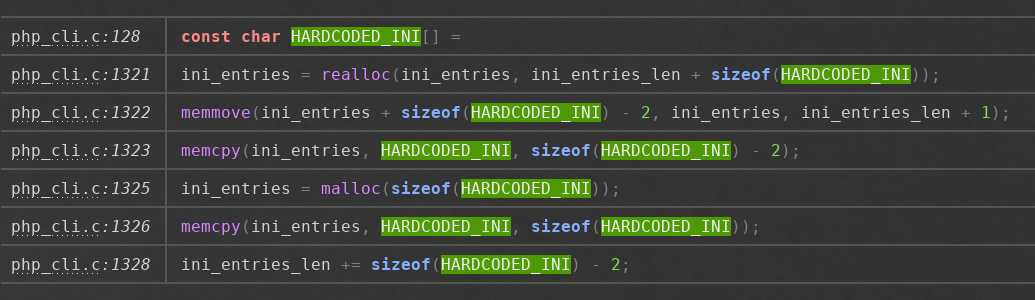 php_cli.c:128 const char HARDCODED_INI[] =
php_cli.c:1321 ini_entries = realloc(ini_entries, ini_entries_len + sizeof(HARDCODED_INI));
php_cli.c:1322 memmove(ini_entries + sizeof(HARDCODED_INI) - 2, ini_entries, ini_entries_len + 1);
php_cli.c:1323 memcpy(ini_entries, HARDCODED_INI, sizeof(HARDCODED_INI) - 2);
php_cli.c:1325 ini_entries = malloc(sizeof(HARDCODED_INI));
php_cli.c:1326 memcpy(ini_entries, HARDCODED_INI, sizeof(HARDCODED_INI));
php_cli.c:1328 ini_entries_len += sizeof(HARDCODED_INI) - 2;